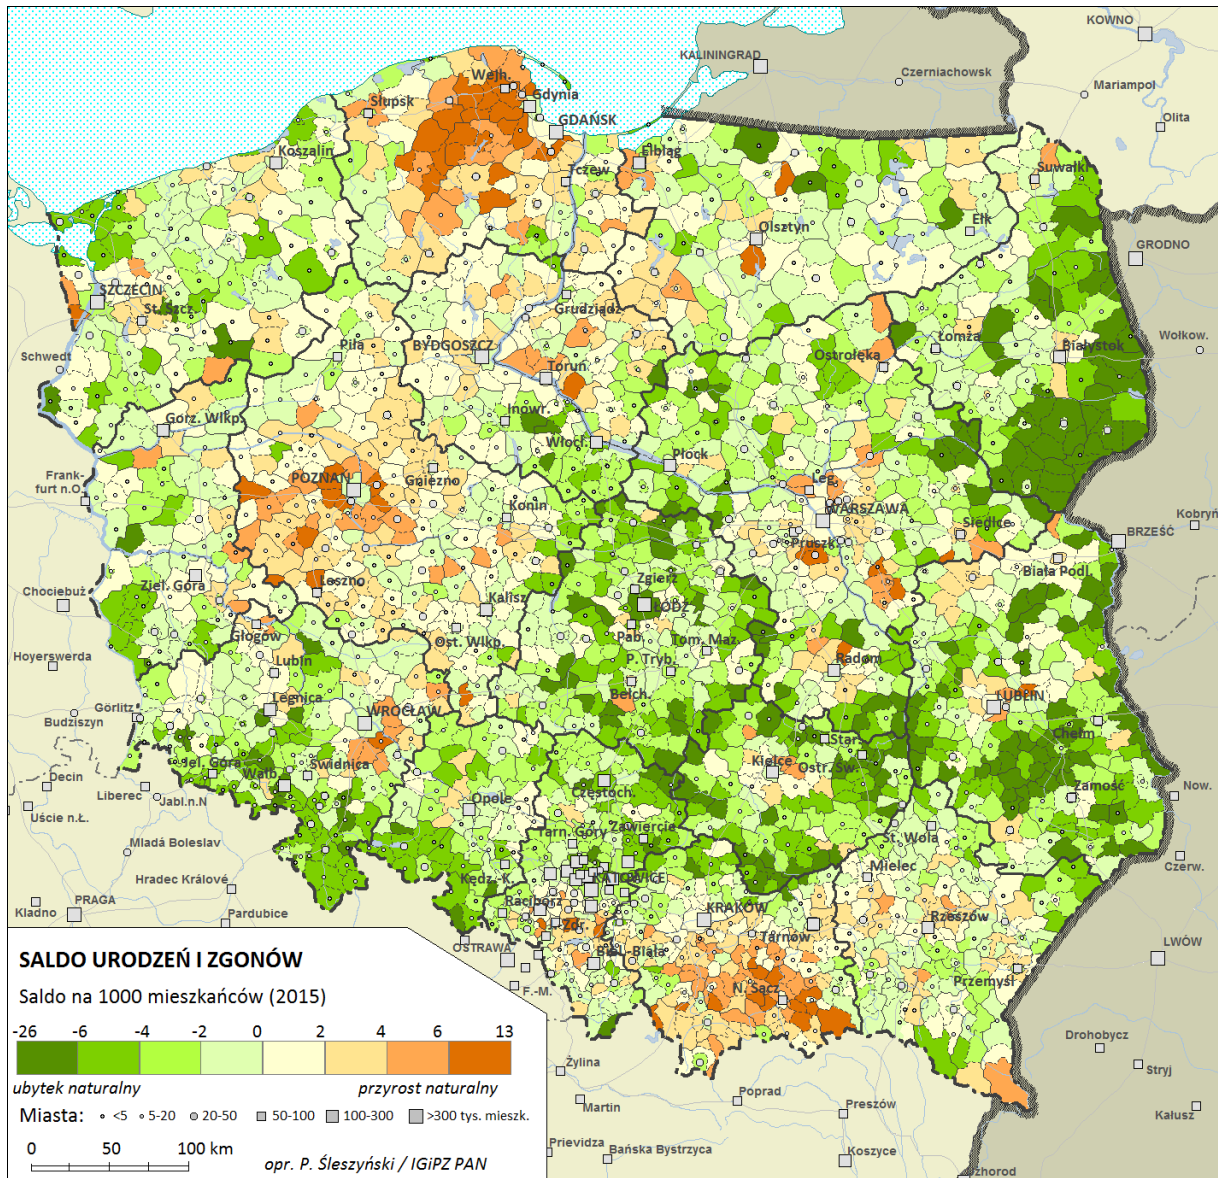 KOWNO
KALININGRAD
Czerniachowsk
Mariampol
Olita
Wejh.
Gdynia
Słupsk
GDAŃSK
Koszalin
Elbląg
Tczew
Suwałki
Olsztyn
Ełk
GRODNO
SZCZECIN
St. Szcz.
Grudziądz
Wołkow.
Schwedt
Piła
BYDGOSZCZ
Łomża
Ostrołęka
Białystok
Toruń
Inowr.
Gorz. Wlkp.
Włocł.
Płock
Frank-
furt n.O.
POZNAŃ
Gniezno
Leg.
Konin
WARSZAWA
Siedlce
Kobryń
BRZEŚĆ
Pruszk.
Biała Podl.
Chociebuż
Ziel. Góra
Leszno
Zgierz
Kalisz
ŁÓDŹ
Głogów
Ost. Wlkp.
Pab.
Tom. Maz.
Hoyerswerda
Lubin
P. Tryb.
Radom
Bełch.
LUBLIN
Görlitz
Legnica
WROCŁAW
Budziszyn
Chełm
Star.
Jel. Góra
Wałb.
Świdnica
Kielce
Ostr. Św.
Decin
Liberec
Jabl.n.N
Częstoch.
Zamość
Now.
Opole
Uście n.Ł.
Tarn. Góry
Zawiercie
St. Wola
Mladá Boleslav
Mielec
Czerw.
Hradec Králové
Kędz.-K.
KATOWICE
PRAGA
Kladno
Pardubice
Racibórz
KRAKÓW
Rzeszów
Żor.
Tarnów
OSTRAWA
Biel.-Biała
LWÓW
Przemyśl
F.-M.
N. Sącz
Drohobycz
Żylina
Stryj
Poprad
Martin
Preszów
Kałusz
Prievidza
Bańska Bystrzyca
Koszyce
Użhorod
SALDO URODZEŃ I ZGONÓW
Saldo na 1000 mieszkańców (2015)
-26 -6 -4 -2 0 2 4 6 13
ubytek naturalny przyrost naturalny
Miasta: <5 5-20 20-50 50-100 100-300 >300 tys. mieszk.
0 50 100 km
opr. P. Śleszyński / IGiPZ PAN